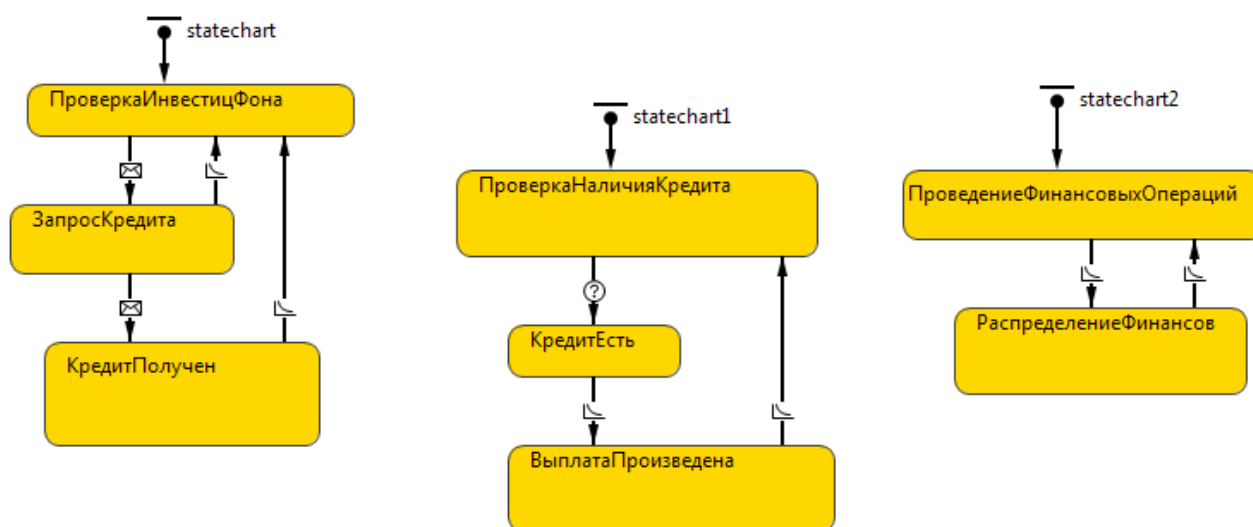 statechart
ПроверкаИнвестицФона
ЗапросКредита
КредитПолучен
statechart1
ПроверкаНаличияКредита
?
КредитЕсть
ВыплатаПроизведена
statechart2
ПроведениеФинансовыхОпераций
РаспределениеФинансов